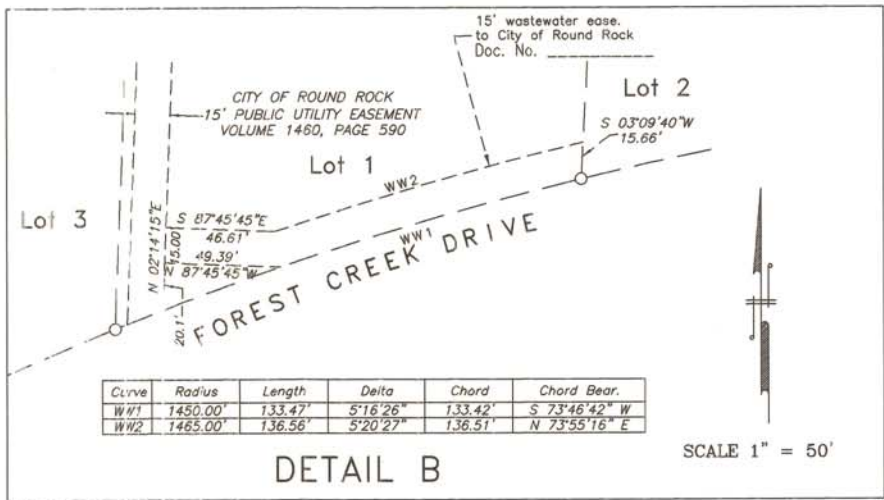 15' wastewater ease.
to City of Round Rock
Doc. No.
Lot 2
CITY OF ROUND ROCK
15' PUBLIC UTILITY EASEMENT
VOLUME 1460, PAGE 590
S 03°09'40"W
15.66'
Lot 1
WW2
Lot 3
N 02°14'15"E
15.00'
S 87°45'45"E
46.61'
49.39'
N 87°45'45"W
20.1'
WW1
FOREST CREEK DRIVE
Curve Radius Length Delta Chord Chord Bear.
WW1 1450.00' 133.47' 5°16'26" 133.42' S 73°46'42" W
WW2 1465.00' 136.56' 5°20'27" 136.51' N 73°55'16" E
DETAIL B
SCALE 1" = 50'